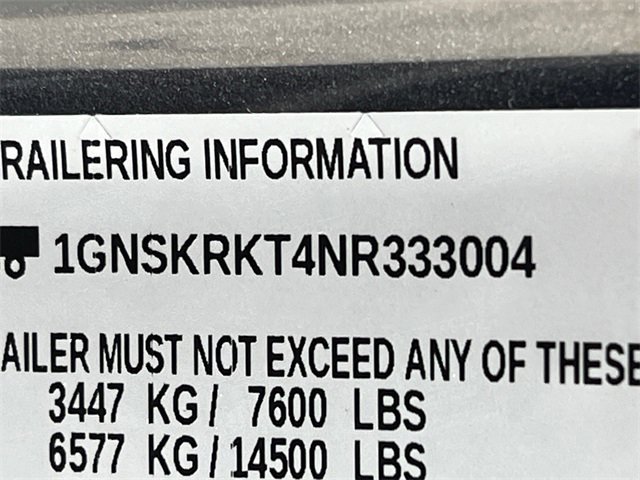 RAILERING INFORMATION
1GNSKRKT4NR333004
AILER MUST NOT EXCEED ANY OF THESE
3447 KG/ 7600 LBS
6577 KG/14500 LBS